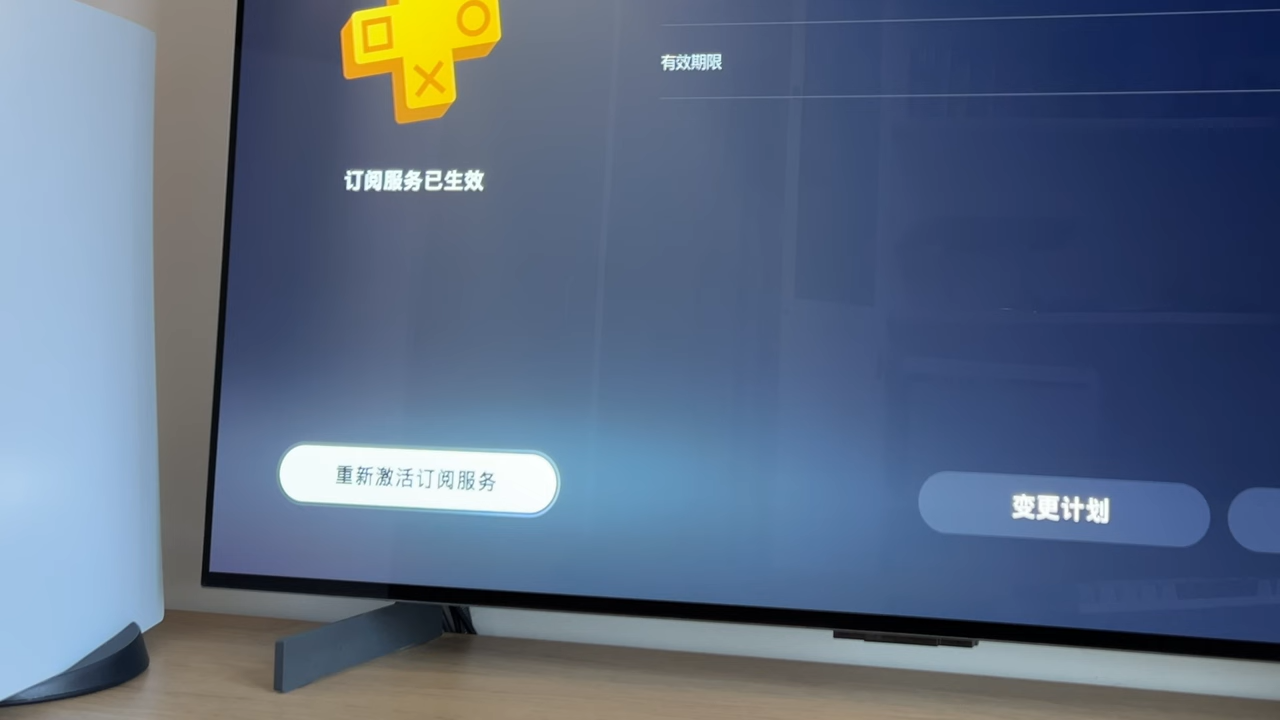 有效期限
订阅服务已生效
重新激活订阅服务
变更计划